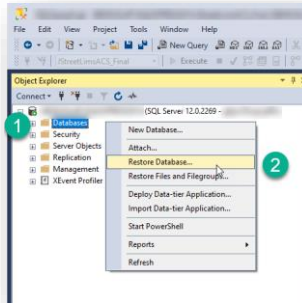 File Edit View Project Tools Window Help
New Query
JStreetLimsACS_Final Execute
Object Explorer
Connect
(SQL Server 12.0.2269 -
1
Databases
Security
Server Objects
Replication
Management
XEvent Profiler
New Database...
Attach...
Restore Database...
2
Restore Files and Filegroups...
Deploy Data-tier Application...
Import Data-tier Application...
Start PowerShell
Reports
Refresh